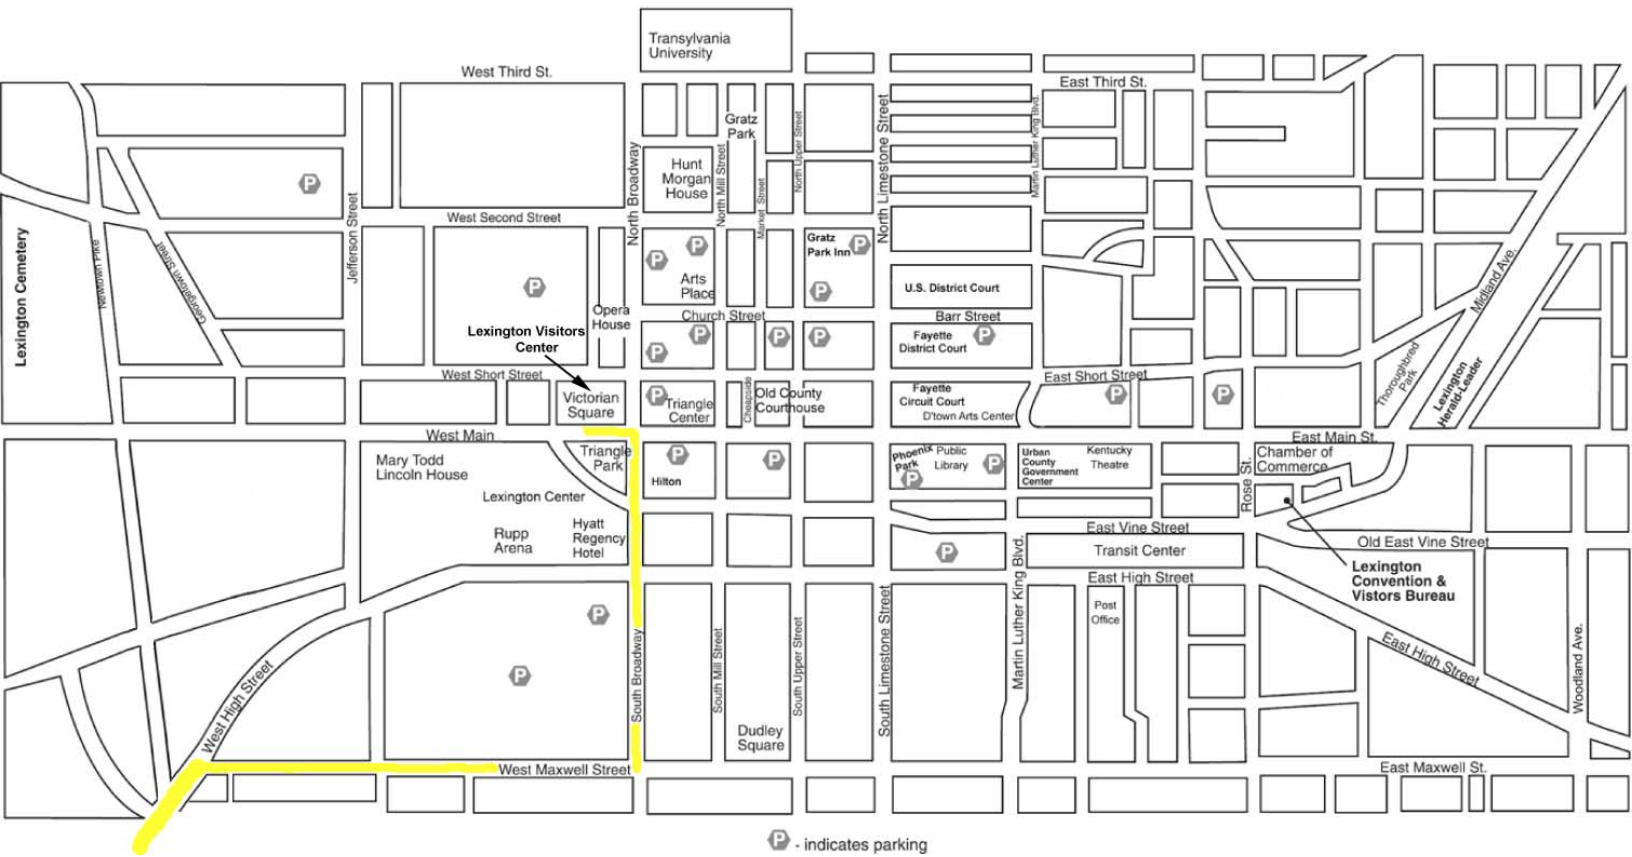 Transylvania
University
West Third St.
East Third St.
Gratz
Park
North Upper Street
North Limestone Street
Martin Luther King Blvd.
Hunt
Morgan
House
North Mill Street
Market Street
North Broadway
P
Jefferson Street
West Second Street
Lexington Cemetery
Newtown Pike
Georgetown Street
P
P
P
Arts
Place
Gratz
Park Inn
P
P
U.S. District Court
Midland Ave.
Opera
House
Church Street
Barr Street
Lexington Visitors
Center
P
P
P
P
Fayette
District Court
P
West Short Street
East Short Street
Thoroughbred
Park
Lexington
Herald-Leader
Victorian
Square
P
Triangle
Center
Cheapside
Old County
Courthouse
Fayette
Circuit Court
D'town Arts Center
P
P
West Main
East Main St.
Mary Todd
Lincoln House
Triangle
Park
P
Hilton
P
Phoenix
Park
P
Public
Library
P
Urban
County
Government
Center
Kentucky
Theatre
Rose St.
Chamber of
Commerce
Lexington Center
Rupp
Arena
Hyatt
Regency
Hotel
East Vine Street
Old East Vine Street
P
Transit Center
Lexington
Convention &
Vistors Bureau
East High Street
P
P
South Broadway
South Mill Street
South Upper Street
South Limestone Street
Martin Luther King Blvd.
Post
Office
East High Street
Woodland Ave.
West High Street
Dudley
Square
West Maxwell Street
East Maxwell St.
P - indicates parking